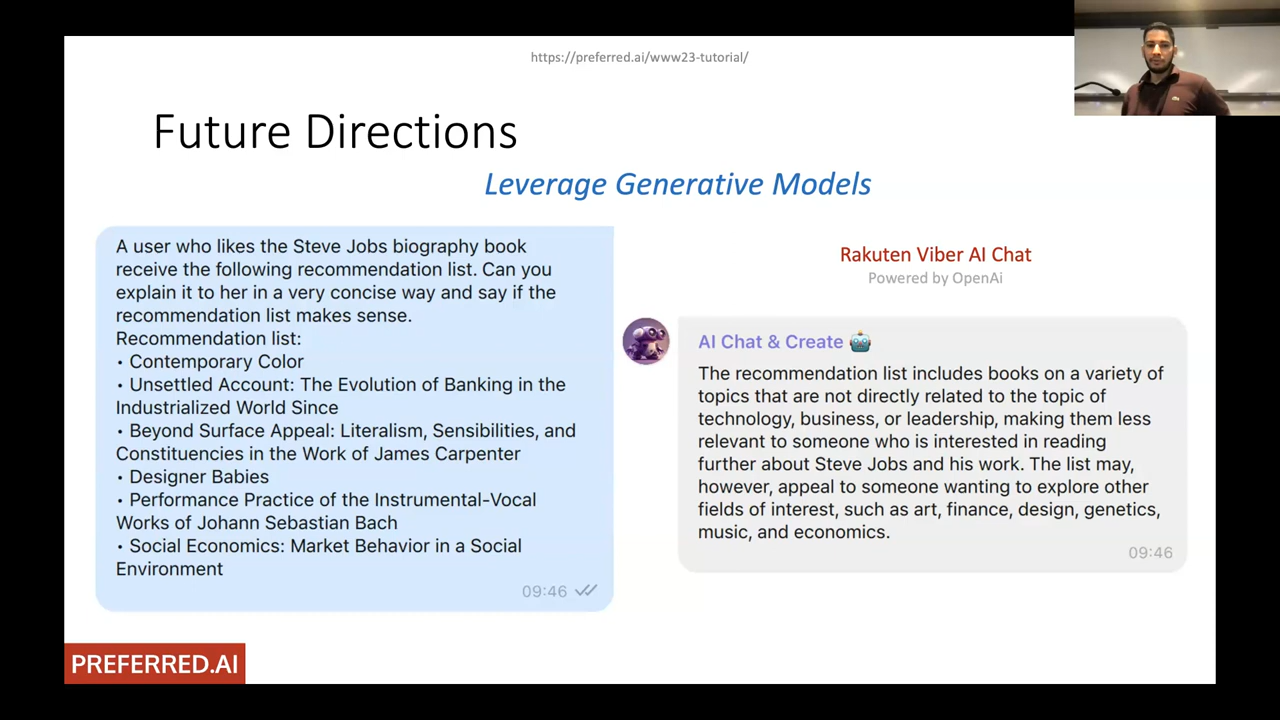 https://preferred.ai/www23-tutorial/
Future Directions
Leverage Generative Models
A user who likes the Steve Jobs biography book
receive the following recommendation list. Can you
explain it to her in a very concise way and say if the
recommendation list makes sense.
Recommendation list:
• Contemporary Color
• Unsettled Account: The Evolution of Banking in the
Industrialized World Since
• Beyond Surface Appeal: Literalism, Sensibilities, and
Constituencies in the Work of James Carpenter
• Designer Babies
• Performance Practice of the Instrumental-Vocal
Works of Johann Sebastian Bach
• Social Economics: Market Behavior in a Social
Environment
09:46
Rakuten Viber AI Chat
Powered by OpenAi
AI Chat & Create 🤖
The recommendation list includes books on a variety of
topics that are not directly related to the topic of
technology, business, or leadership, making them less
relevant to someone who is interested in reading
further about Steve Jobs and his work. The list may,
however, appeal to someone wanting to explore other
fields of interest, such as art, finance, design, genetics,
music, and economics.
09:46
PREFERRED.AI